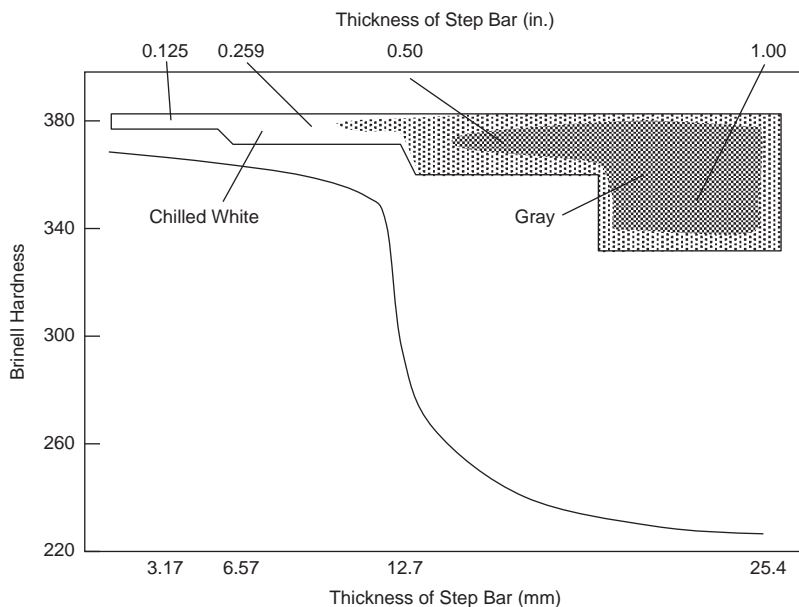 Thickness of Step Bar (in.)
0.125 0.259 0.50 1.00
380
Chilled White Gray
340
Brinell Hardness
300
260
220
3.17 6.57 12.7 25.4
Thickness of Step Bar (mm)